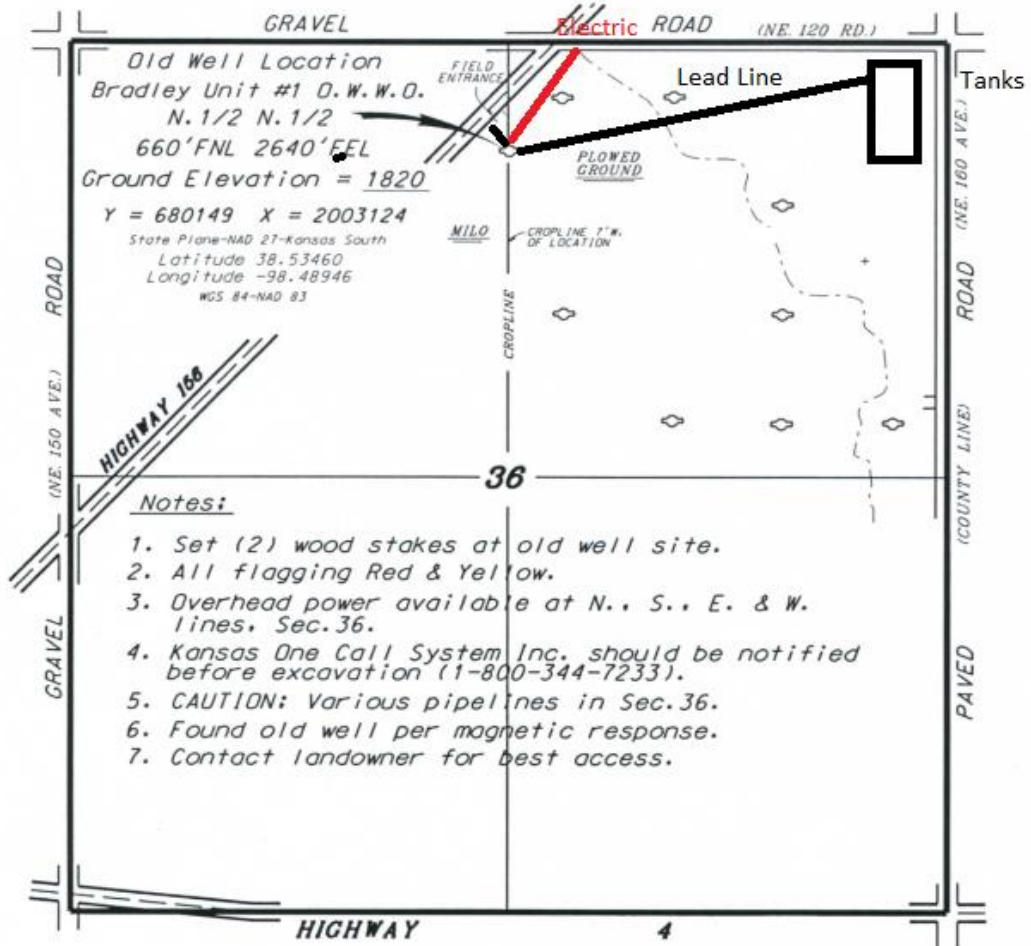 GRAVEL
Electric
ROAD
(NE. 120 RD.)
Old Well Location
Bradley Unit #1 O.W.W.O.
N.1/2 N.1/2
660'FNL 2640'FEL
Ground Elevation = 1820
Y = 680149 X = 2003124
State Plane-NAD 27-Kansas South
Latitude 38.53460
Longitude -98.48946
WGS 84-NAD 83
FIELD
ENTRANCE
Lead Line
Tanks
PLOWED
GROUND
MILO
CROPLINE 7'W.
OF LOCATION
CROPLINE
ROAD
(NE. 150 AVE.)
GRAVEL
HIGHWAY 156
(NE. 160 AVE.)
ROAD
(COUNTY LINE)
PAVED
36
Notes:
1. Set (2) wood stakes at old well site.
2. All flagging Red & Yellow.
3. Overhead power available at N., S., E. & W.
lines, Sec.36.
4. Kansas One Call System Inc. should be notified
before excavation (1-800-344-7233).
5. CAUTION: Various pipelines in Sec.36.
6. Found old well per magnetic response.
7. Contact landowner for best access.
HIGHWAY 4